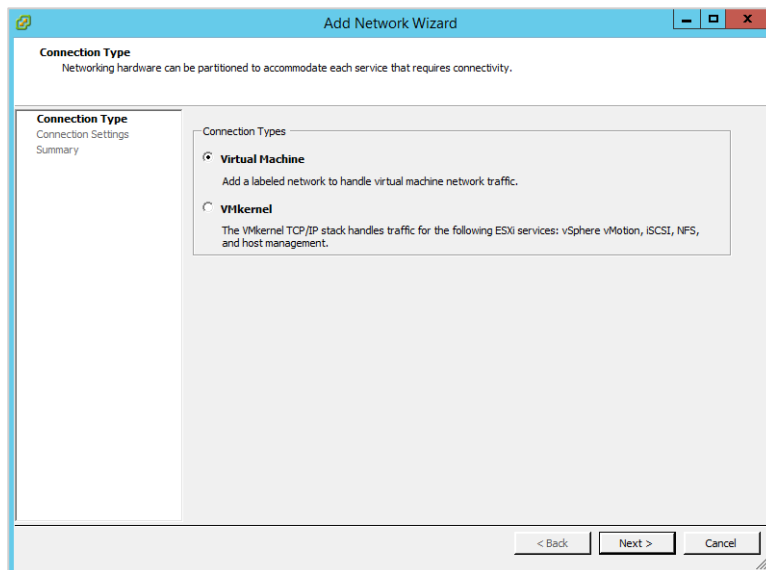 Add Network Wizard
Connection Type
Networking hardware can be partitioned to accommodate each service that requires connectivity.
Connection Type
Connection Settings
Summary
Connection Types
Virtual Machine
Add a labeled network to handle virtual machine network traffic.
VMkernel
The VMkernel TCP/IP stack handles traffic for the following ESXi services: vSphere vMotion, iSCSI, NFS,
and host management.
< Back
Next >
Cancel